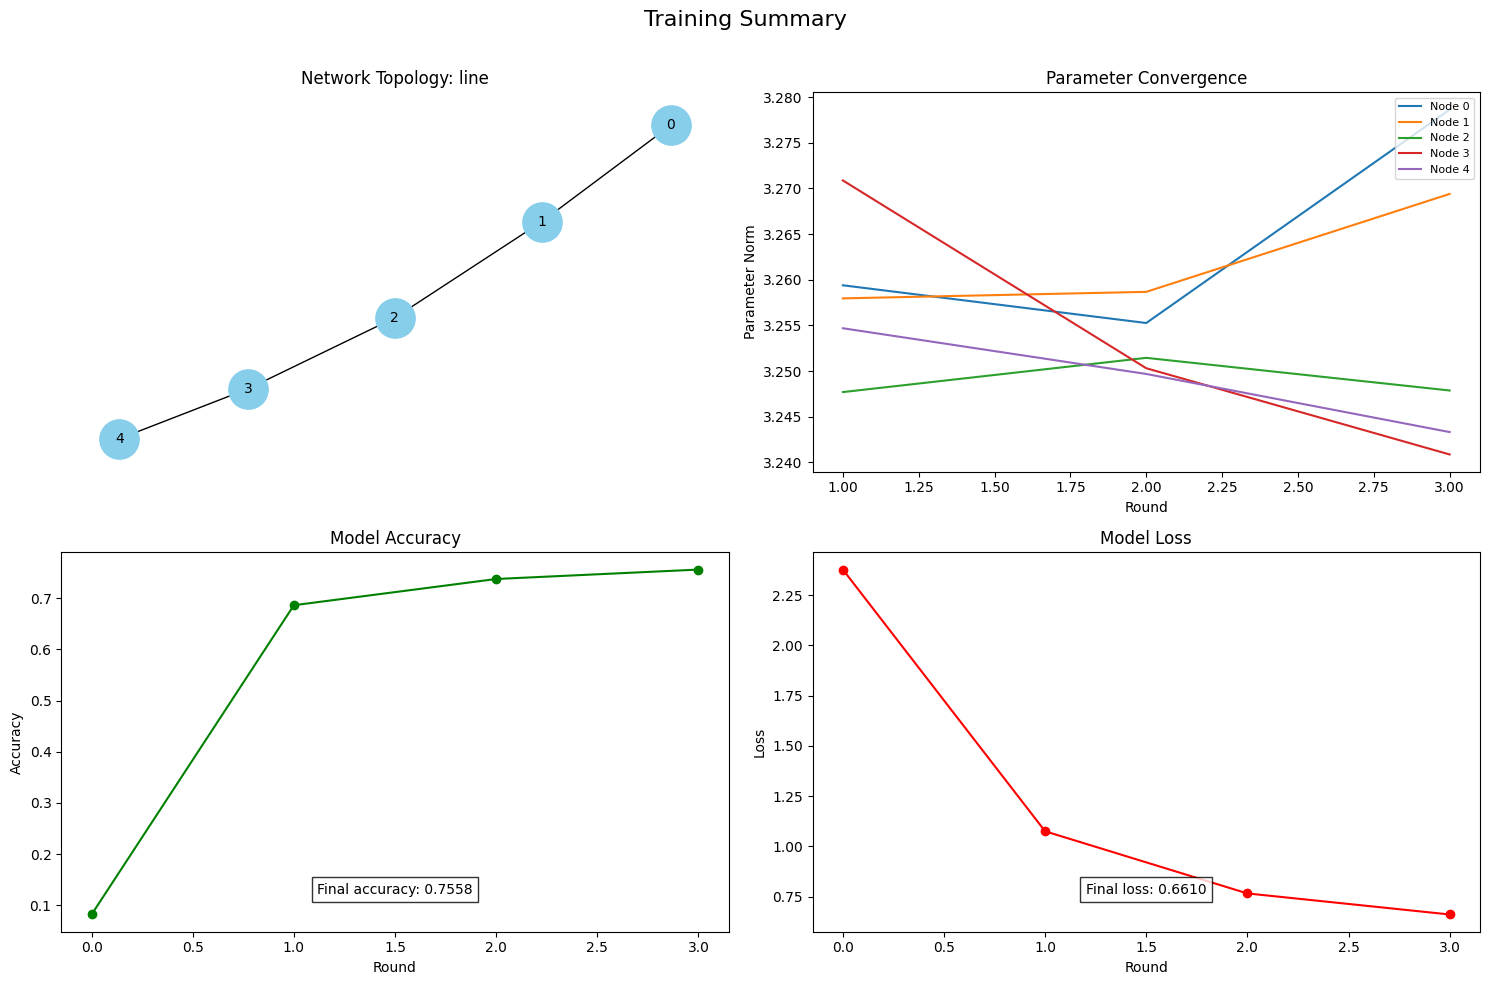 Training Summary
Network Topology: line
0
1
2
3
4
Parameter Convergence
3.280
3.275
3.270
3.265
3.260
3.255
3.250
3.245
3.240
Parameter Norm
Node 0
Node 1
Node 2
Node 3
Node 4
1.00 1.25 1.50 1.75 2.00 2.25 2.50 2.75 3.00
Round
Model Accuracy
0.7
0.6
0.5
0.4
0.3
0.2
0.1
Accuracy
Final accuracy: 0.7558
0.0 0.5 1.0 1.5 2.0 2.5 3.0
Round
Model Loss
2.25
2.00
1.75
1.50
1.25
1.00
0.75
Loss
Final loss: 0.6610
0.0 0.5 1.0 1.5 2.0 2.5 3.0
Round